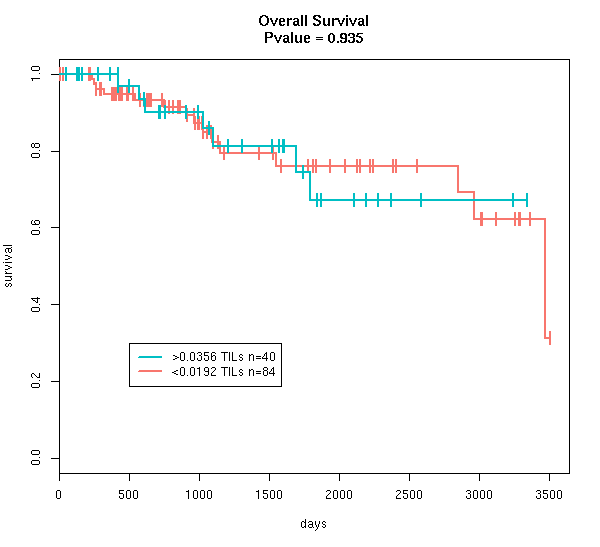 Overall Survival
Pvalue = 0.935
1.0
0.8
0.6
0.4
0.2
0.0
survival
>0.0356 TILs n=40
<0.0192 TILs n=84
0 500 1000 1500 2000 2500 3000 3500
days